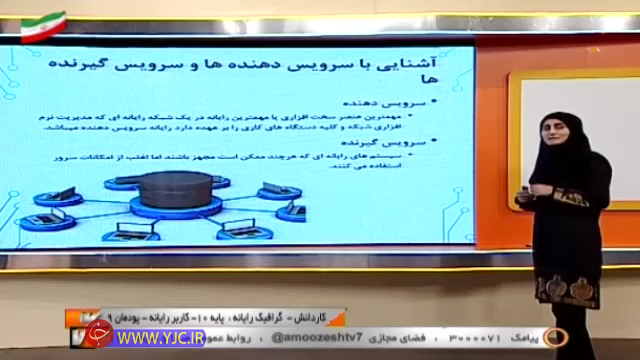 آشنایی با سرویس دهنده ها و سرویس گیرنده
ها
• سرویس دهنده
• مهمترین عنصر سخت افزاری یا مهمترین رایانه در یک شبکه رایانه ای که مدیریت نرم
افزاری شبکه و کلیه دستگاه های کاری را بر عهده دارد رایانه سرویس دهنده میباشد.
• سرویس گیرنده
• سیستم های رایانه ای که هرچند ممکن است مجهز باشند اما اغلب از امکانات سرور
استفاده می کنند.
کاردانش - گرافیک رایانه ، پایه ۱۰- کاربر رایانه - پودمان ۹
پیامک ۳۰۰۰۰۷۱ فضای مجازی @amoozeshtv7 روابط عمومی
www.YJC.IR